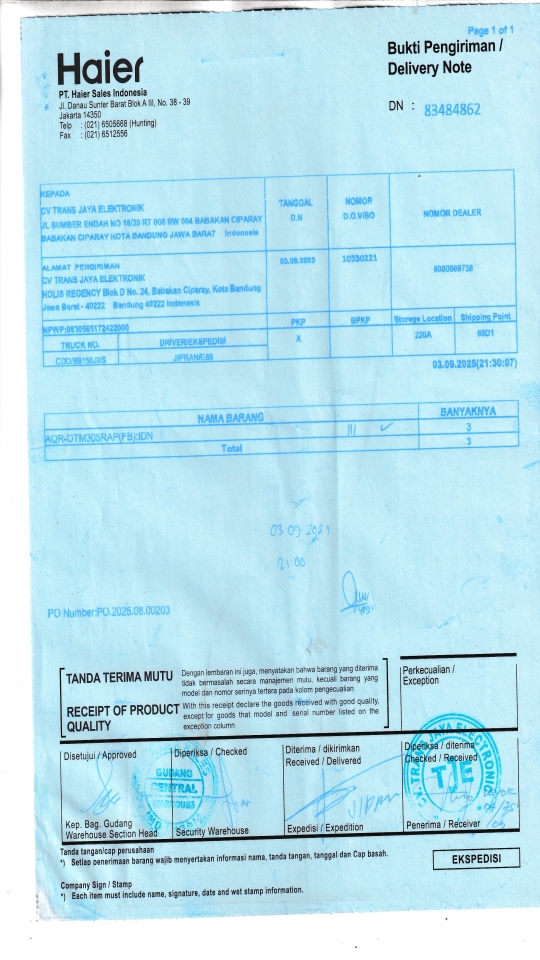 Page 1 of 1
Haier
Bukti Pengiriman /
Delivery Note
PT. Haier Sales Indonesia
Jl. Danau Sunter Barat Blok A III, No. 38 - 39
Jakarta 14350
Telp : (021) 6505668 (Hunting)
Fax : (021) 6512556
DN : 83484862
KEPADA
CV TRANS JAYA ELEKTRONIK
JL SUMBER ENDAH NO 18/20 RT 006 RW 004 BABAKAN CIPARAY
BABAKAN CIPARAY KOTA BANDUNG JAWA BARAT Indonesia
TANGGAL
D.N
NOMOR
D.O.V/BO
NOMOR DEALER
ALAMAT PENGIRIMAN
CV TRANS JAYA ELEKTRONIK
HOLIS REGENCY Blok D No. 24, Babakan Ciparay, Kota Bandung
Jawa Barat - 40222 Bandung 40222 Indonesia
03.09.2025
30530221
NPWP:0830565172422000
PKP
BPKP
Storage Location
Shipping Point
TRUCK NO.
DRIVER/EKSPEDISI
X
220A
65D1
JIPRAN/E88
03.09.2025(21:30:07)
NAMA BARANG
BANYAKNYA
AQR-DTM305RAP(FB):IDN
3
Total
3
21 00
PO Number:PO.2025.08.00203
TANDA TERIMA MUTU
Dengan lembaran ini juga, menyatakan bahwa barang yang diterima
tidak bermasalah secara manajemen mutu, kecuali barang yang
model dan nomor serinya tertera pada kolom pengecualian
RECEIPT OF PRODUCT
QUALITY
With this receipt declare the goods received with good quality,
except for goods that model and serial number listed on the
exception column
Perkecualian /
Exception
Disetujui / Approved
Diperiksa / Checked
Diterima / dikirimkan
Received / Delivered
Diperiksa / diterima
Checked / Received
GUDANG
CENTRAL
CV. TRANS JAYA ELECTRONIC
TJE
JIPRAN
Kep. Bag. Gudang
Warehouse Section Head
Security Warehouse
Expedisi / Expedition
Penerima / Receiver
Tanda tangan/cap perusahaan
*) Setiap penerimaan barang wajib menyertakan informasi nama, tanda tangan, tanggal dan Cap basah.
EKSPEDISI
Company Sign / Stamp
*) Each item must include name, signature, date and wet stamp information.